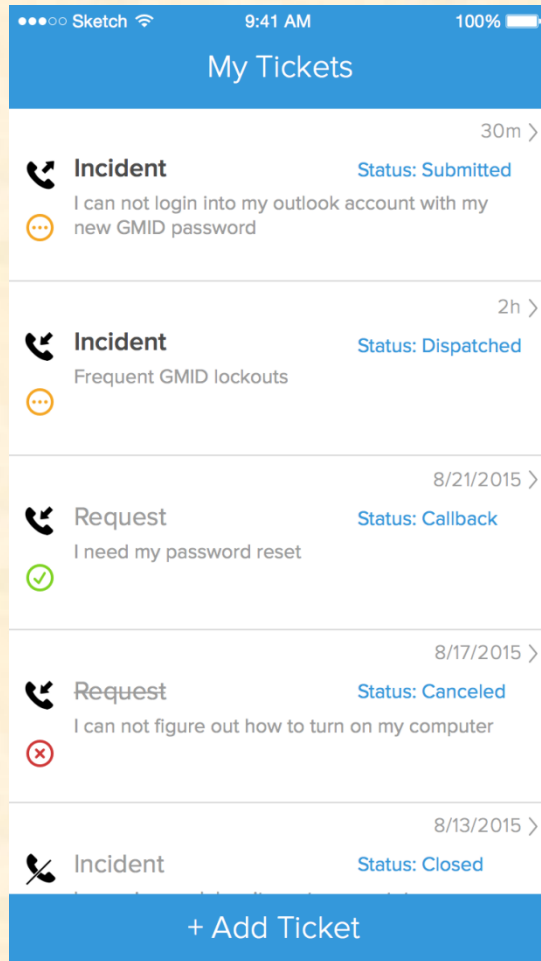 Sketch 9:41 AM 100%
My Tickets
30m
Incident Status: Submitted
I can not login into my outlook account with my
new GMID password
2h
Incident Status: Dispatched
Frequent GMID lockouts
8/21/2015
Request Status: Callback
I need my password reset
8/17/2015
Request Status: Canceled
I can not figure out how to turn on my computer
8/13/2015
Incident Status: Closed
+ Add Ticket